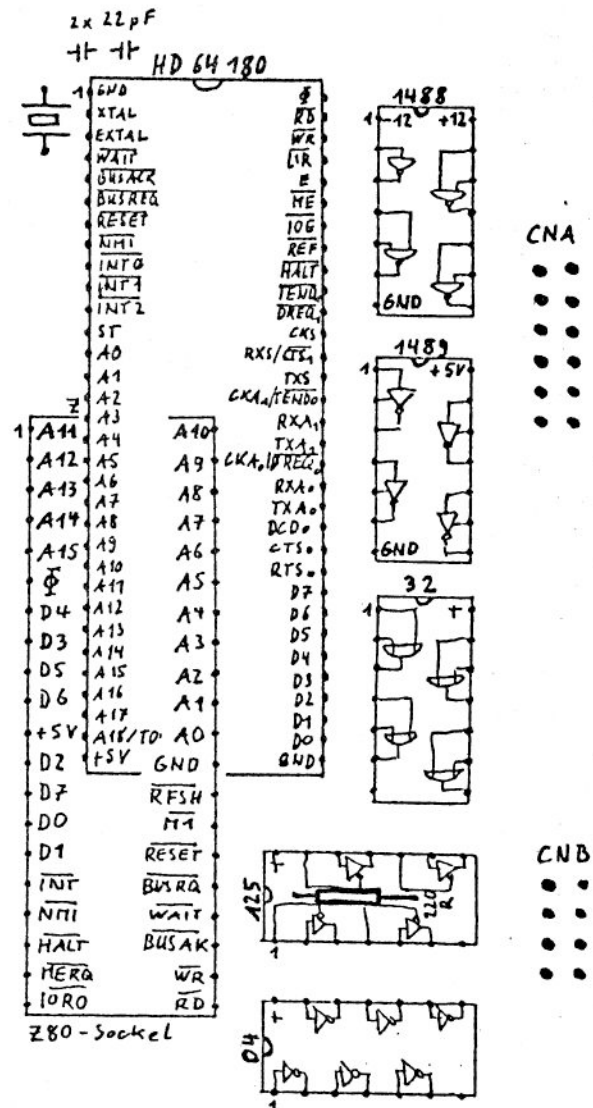 2x 22pF
HD 64 180
1 GND
XTAL
EXTAL
WAIT
BUSACK
BUSREQ
RESET
NMI
INT0
INT1
INT2
ST
A0
A1
A2
A3
A4
A5
A6
A7
A8
A9
A10
A11
A12
A13
A14
A15
A16
A17
A18/TO
+5V
Φ
RD
WR
LIR
E
ME
IOE
REF
HALT
TEND₁
DREQ₁
CKS
RXS/CTS₁
TXS
CKA₁/TEND₀
RXA₁
TXA₁
CKA₀/DREQ₀
RXA₀
TXA₀
DCD₀
CTS₀
RTS₀
D7
D6
D5
D4
D3
D2
D1
D0
GND
Z
1 A11
A12
A13
A14
A15
Φ
D4
D3
D5
D6
+5V
D2
D7
D0
D1
INT
NMI
HALT
MERQ
IORQ
A10
A9
A8
A7
A6
A5
A4
A3
A2
A1
A0
GND
RFSH
M1
RESET
BUSRQ
WAIT
BUSAK
WR
RD
Z80-Sockel
1488
1 -12 +12
GND
1489
1 +5V
GND
32
1 +
125
+
220
R
1
04
+
1
CNA
CNB